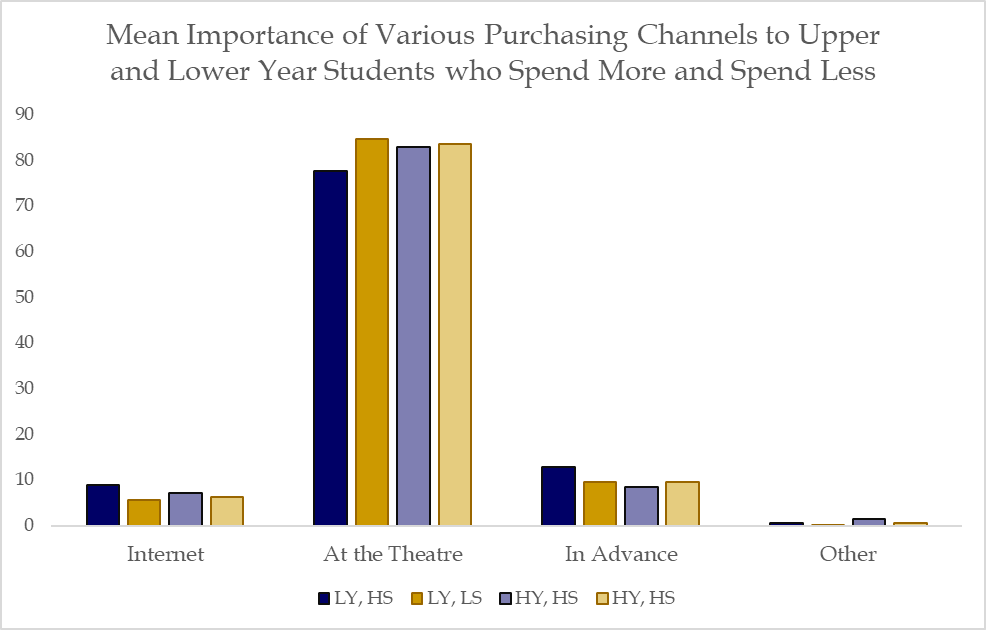 Mean Importance of Various Purchasing Channels to Upper
and Lower Year Students who Spend More and Spend Less
90
80
70
60
50
40
30
20
10
0
Internet At the Theatre In Advance Other
LY, HS LY, LS HY, HS HY, HS